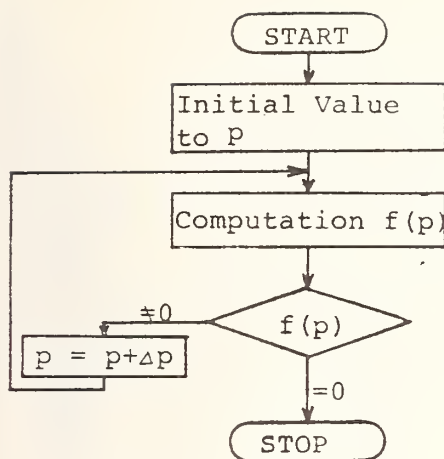 START
Initial Value
to p
Computation f(p)
f(p)
≠0
p = p+Δp
=0
STOP